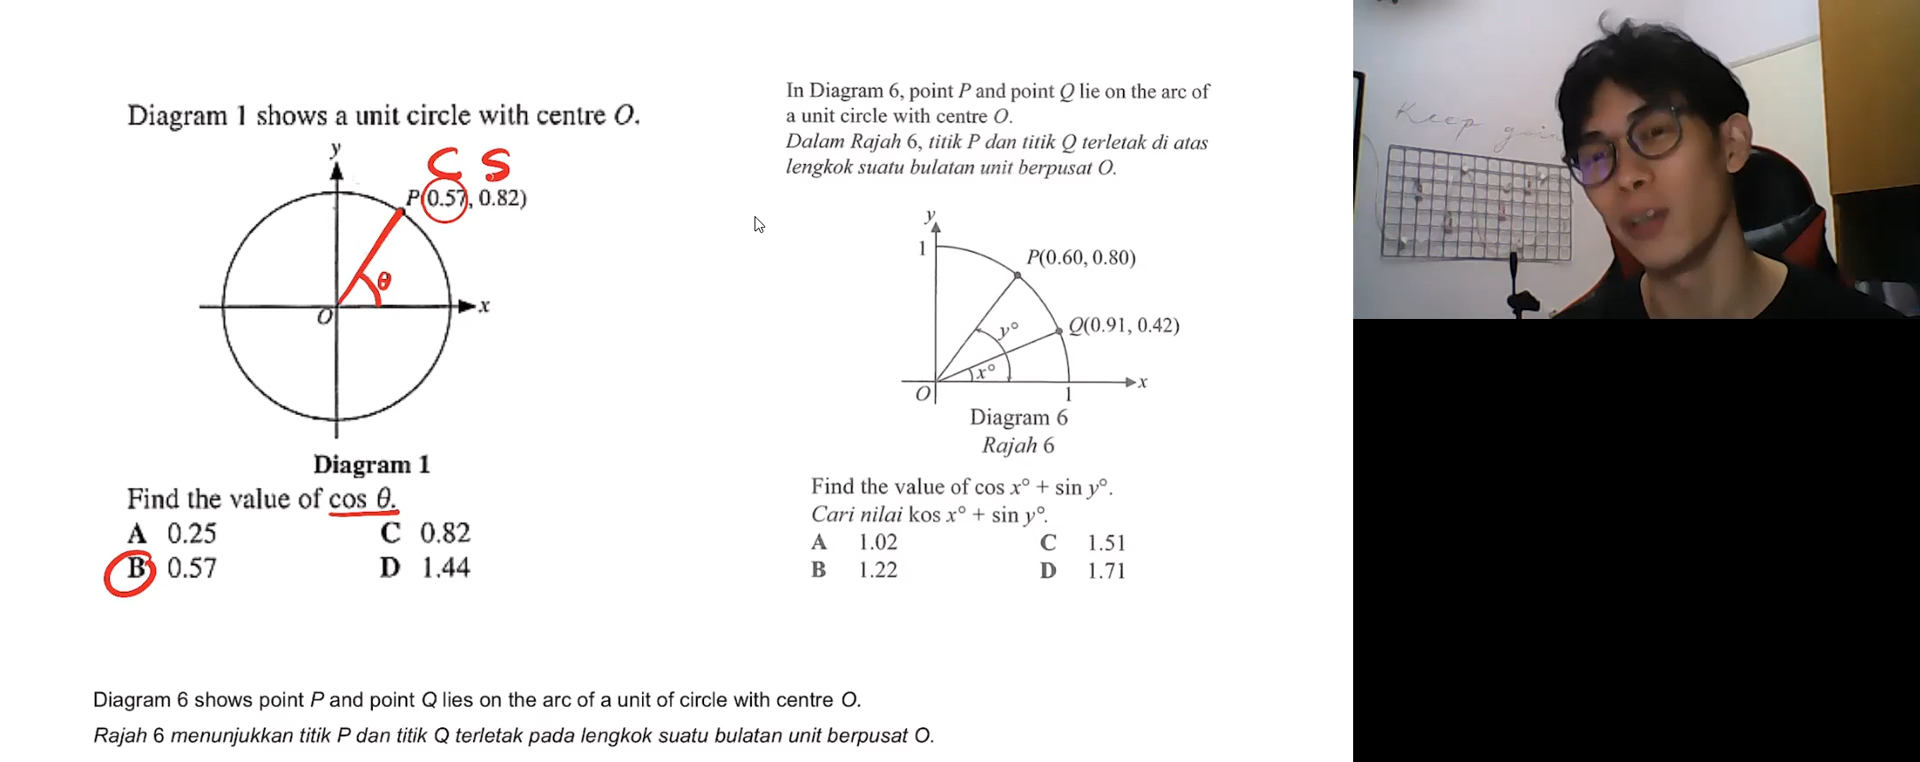 Diagram 1 shows a unit circle with centre O.
y
C S
P(0.57, 0.82)
θ
O
x
Diagram 1
Find the value of cos θ.
A 0.25
C 0.82
B 0.57
D 1.44
In Diagram 6, point P and point Q lie on the arc of
a unit circle with centre O.
Dalam Rajah 6, titik P dan titik Q terletak di atas
lengkok suatu bulatan unit berpusat O.
y
1
P(0.60, 0.80)
y°
Q(0.91, 0.42)
x°
x
O
1
Diagram 6
Rajah 6
Find the value of cos x° + sin y°.
Cari nilai kos x° + sin y°.
A 1.02
C 1.51
B 1.22
D 1.71
Diagram 6 shows point P and point Q lies on the arc of a unit of circle with centre O.
Rajah 6 menunjukkan titik P dan titik Q terletak pada lengkok suatu bulatan unit berpusat O.
Keep